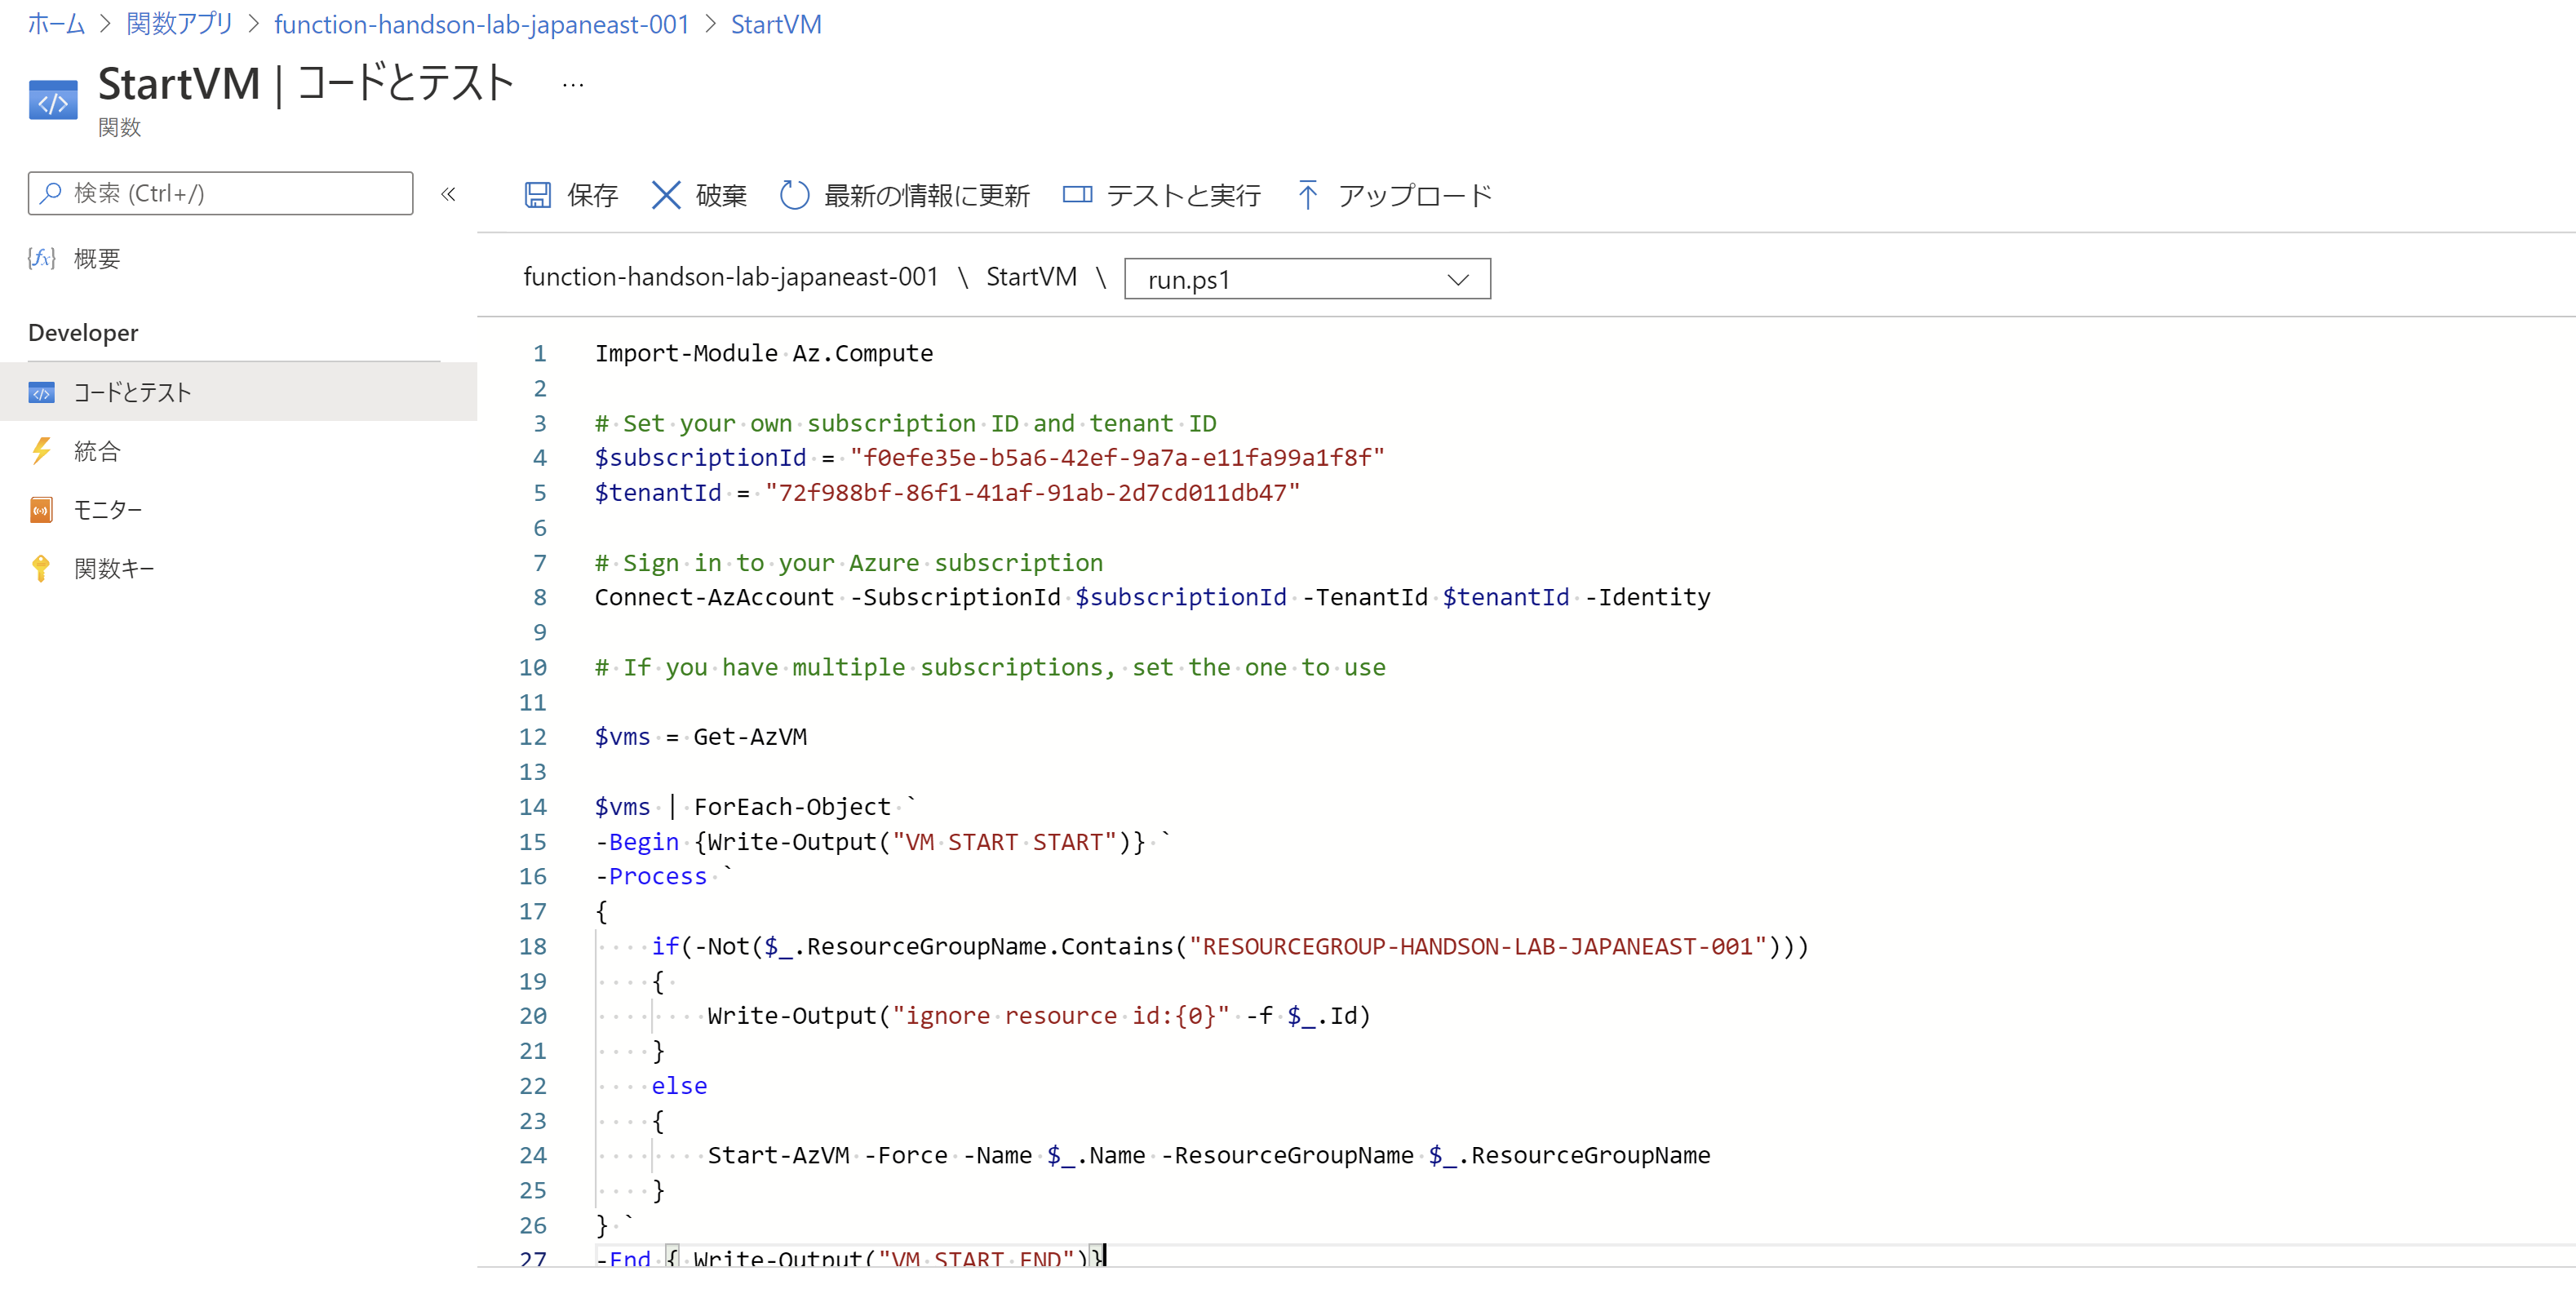 ホーム > 関数アプリ > function-handson-lab-japaneast-001 > StartVM
StartVM | コードとテスト ...
関数
検索 (Ctrl+/)
«
保存 破棄 最新の情報に更新 テストと実行 アップロード
{fx} 概要
function-handson-lab-japaneast-001 \ StartVM \ run.ps1
Developer
コードとテスト
統合
モニター
関数キー
1 Import-Module Az.Compute
2
3 # Set your own subscription ID and tenant ID
4 $subscriptionId = "f0efe35e-b5a6-42ef-9a7a-e11fa99a1f8f"
5 $tenantId = "72f988bf-86f1-41af-91ab-2d7cd011db47"
6
7 # Sign in to your Azure subscription
8 Connect-AzAccount -SubscriptionId $subscriptionId -TenantId $tenantId -Identity
9
10 # If you have multiple subscriptions, set the one to use
11
12 $vms = Get-AzVM
13
14 $vms | ForEach-Object `
15 -Begin {Write-Output("VM START START")} `
16 -Process `
17 {
18 if(-Not($_.ResourceGroupName.Contains("RESOURCEGROUP-HANDSON-LAB-JAPANEAST-001")))
19 {
20 Write-Output("ignore resource id:{0}" -f $_.Id)
21 }
22 else
23 {
24 Start-AzVM -Force -Name $_.Name -ResourceGroupName $_.ResourceGroupName
25 }
26 } `
27 -End { Write-Output("VM START END")}